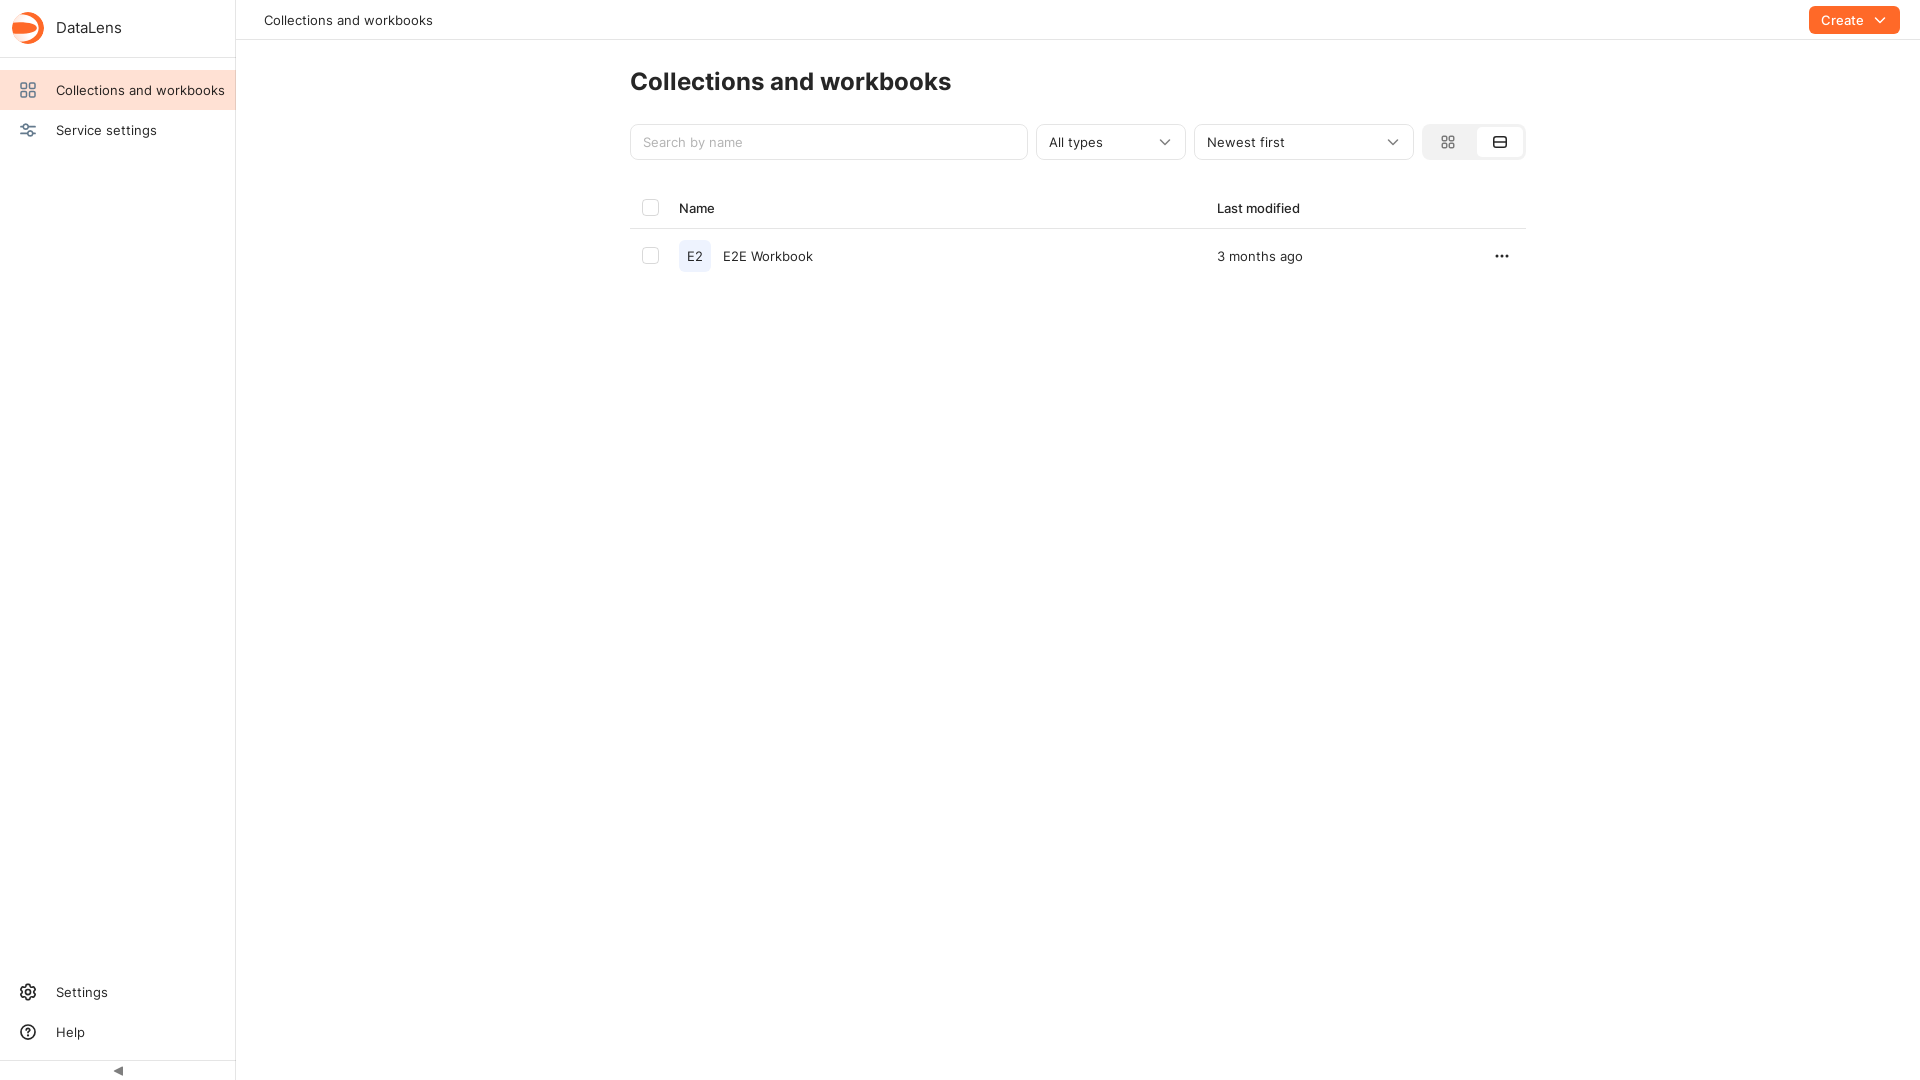 DataLens
Collections and workbooks
Create
Collections and workbooks
Service settings
Collections and workbooks
Search by name
All types
Newest first
Name
Last modified
E2
E2E Workbook
3 months ago
Settings
Help